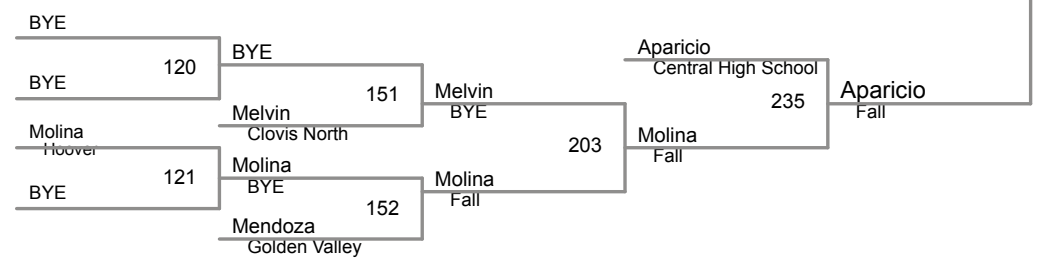 BYE
120
BYE
BYE
151
Melvin
Clovis North
Melvin
BYE
Molina
Hoover
121
BYE
Molina
BYE
152
Mendoza
Golden Valley
Molina
Fall
203
Aparicio
Central High School
235
Molina
Fall
Aparicio
Fall